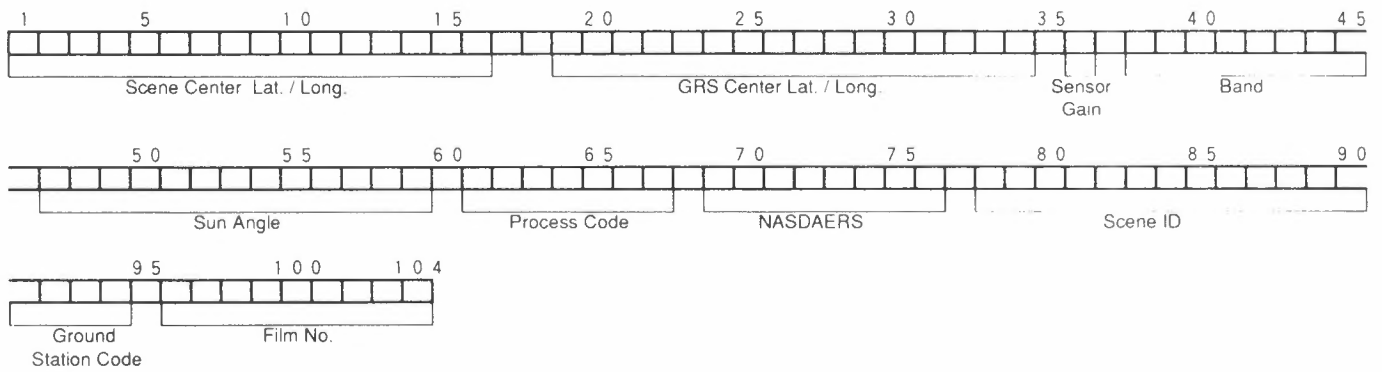 1 5 10 15 20 25 30 35 40 45
Scene Center Lat. / Long. GRS Center Lat. / Long. Sensor Band
Gain
50 55 60 65 70 75 80 85 90
Sun Angle Process Code NASDAERS Scene ID
95 100 104
Ground Film No.
Station Code